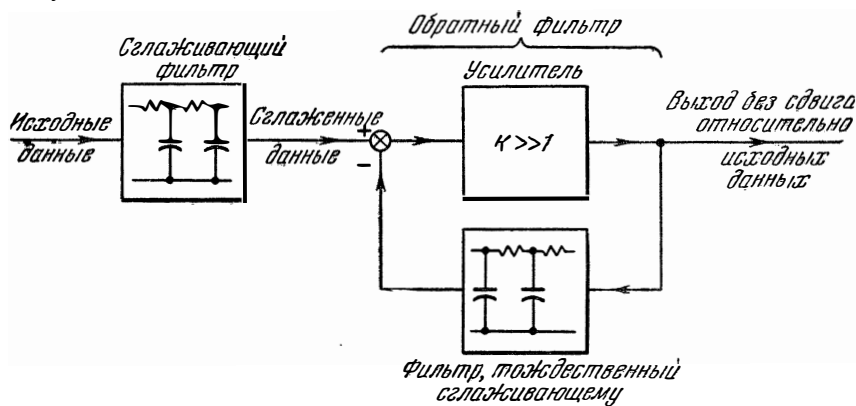 Обратный фильтр
Сглаживающий
фильтр
Усилитель
Исходные
данные
Сглаженные
данные
+
−
K>>1
Выход без сдвига
относительно
исходных
данных
Фильтр, тождественный
сглаживающему